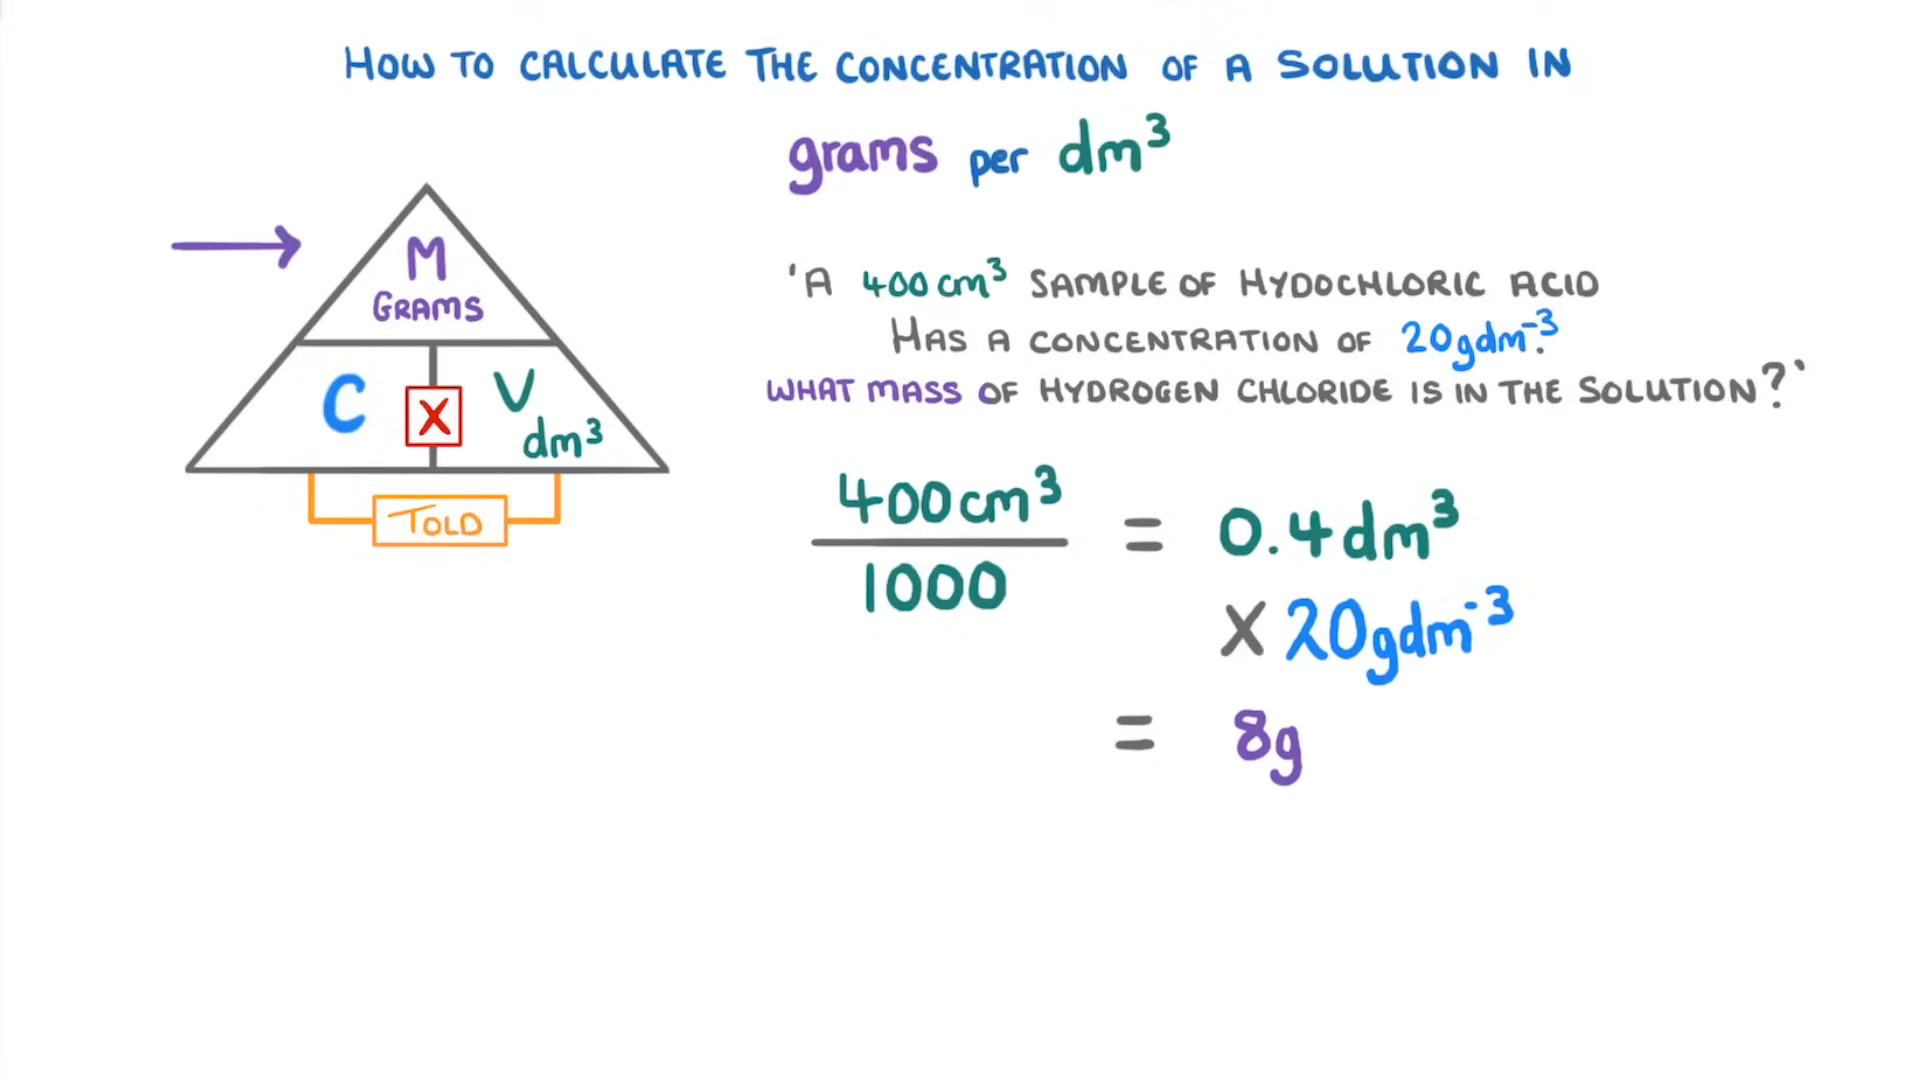 HOW TO CALCULATE THE CONCENTRATION OF A SOLUTION IN
grams per dm³
M
GRAMS
C
X
V
dm³
TOLD
'A 400cm³ SAMPLE OF HYDOCHLORIC ACID
HAS A CONCENTRATION OF 20gdm⁻³.
WHAT MASS OF HYDROGEN CHLORIDE IS IN THE SOLUTION?'
400cm³
1000
= 0.4dm³
X 20gdm⁻³
= 8g